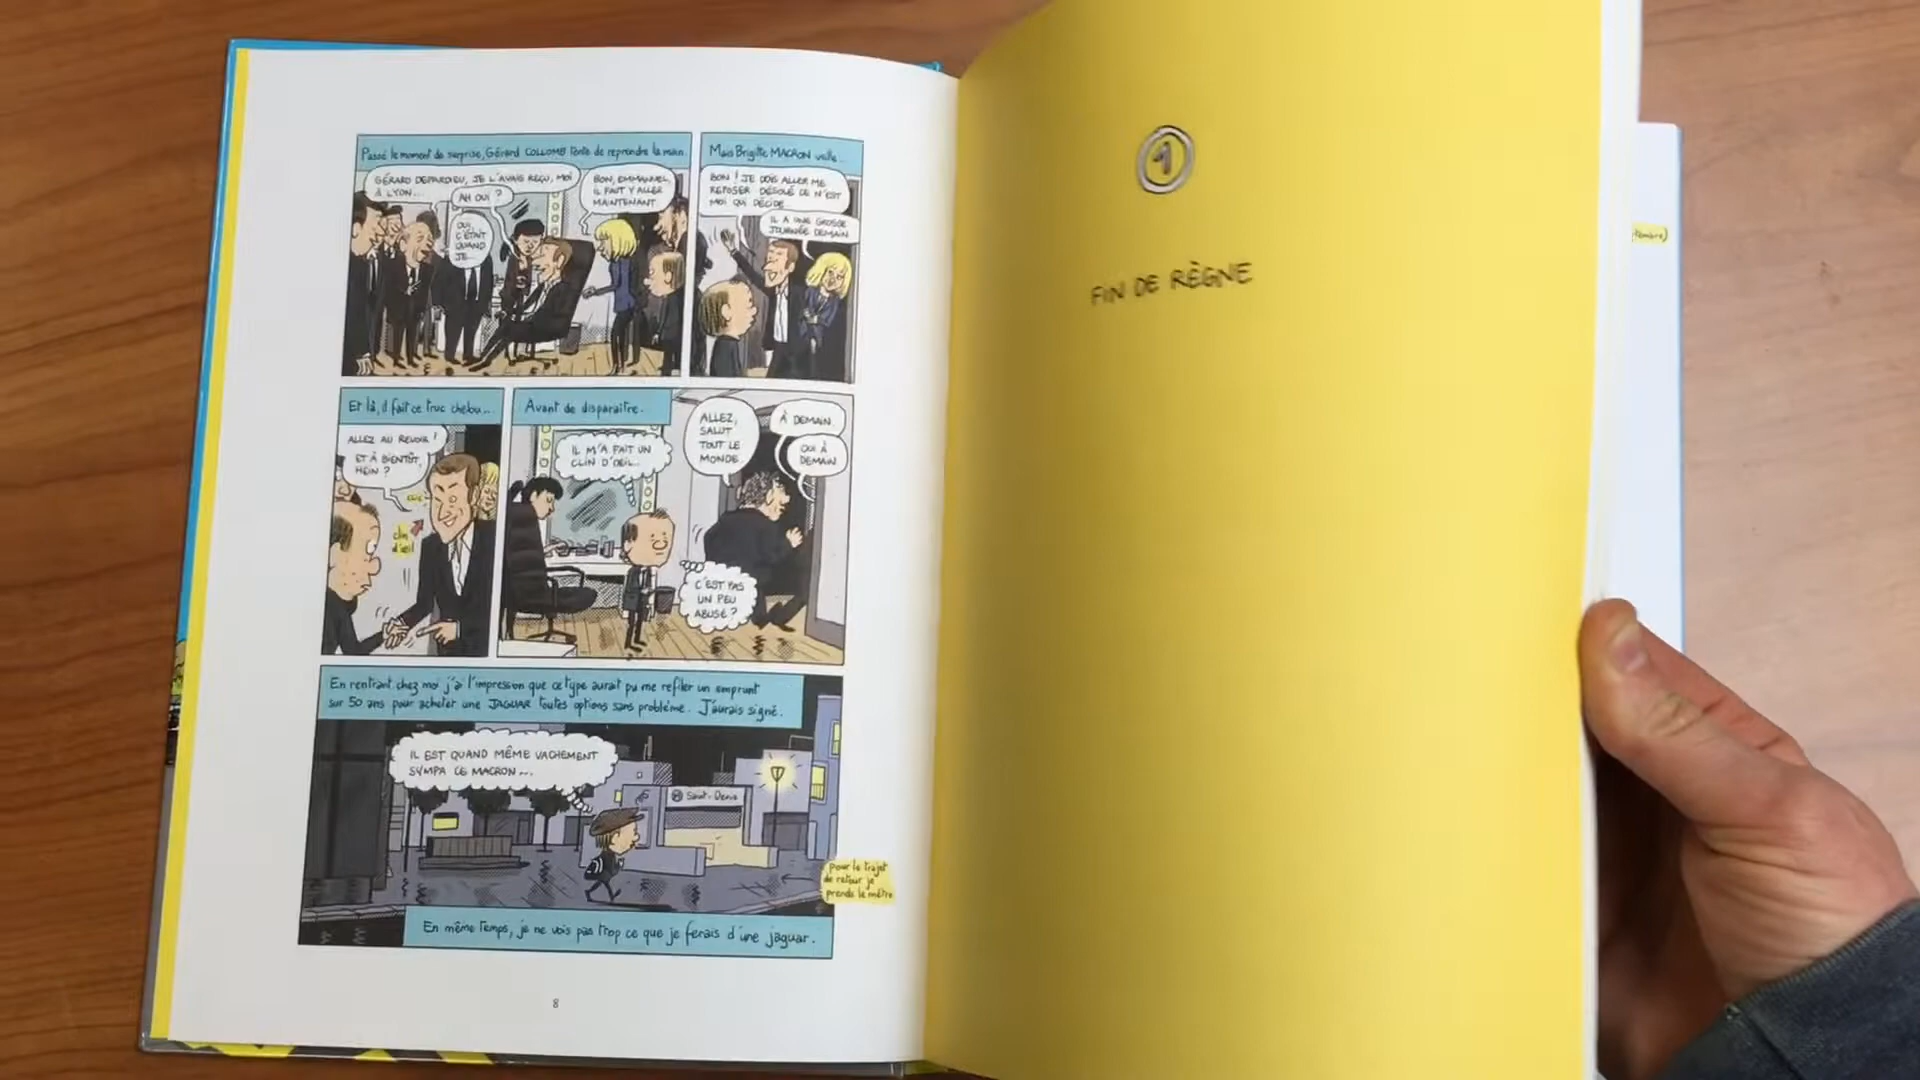 Passé le moment de surprise, Gérard COLLOMB tente de reprendre la main.
GÉRARD DEPARDIEU, JE L'AVAIS REÇU, MOI
À LYON...
AH OUI ?
OUI,
C'ÉTAIT
QUAND
JE...
BON, EMMANUEL,
IL FAUT Y ALLER
MAINTENANT
Mais Brigitte MACRON veille...
BON ! JE DOIS ALLER ME
REPOSER DÉSOLÉ CE N'EST
MOI QUI DÉCIDE...
IL A UNE GROSSE
JOURNÉE DEMAIN
Et là, il fait ce truc chelou...
ALLEZ AU REVOIR !
ET À BIENTÔT,
HEIN ?
clic
clin
d'œil
Avant de disparaître.
IL M'A FAIT UN
CLIN D'OEIL...
ALLEZ,
SALUT
TOUT LE
MONDE
À DEMAIN.
OUI À
DEMAIN
C'EST PAS
UN PEU
ABUSÉ ?
En rentrant chez moi j'ai l'impression que ce type aurait pu me refiler un emprunt
sur 50 ans pour acheter une JAGUAR toutes options sans problème. J'aurais signé.
IL EST QUAND MÊME VACHEMENT
SYMPA CE MACRON...
M Saint-Denis
pour le trajet
de retour je
prends le métro
En même temps, je ne vois pas trop ce que je ferais d'une jaguar.
8
1
FIN DE RÈGNE